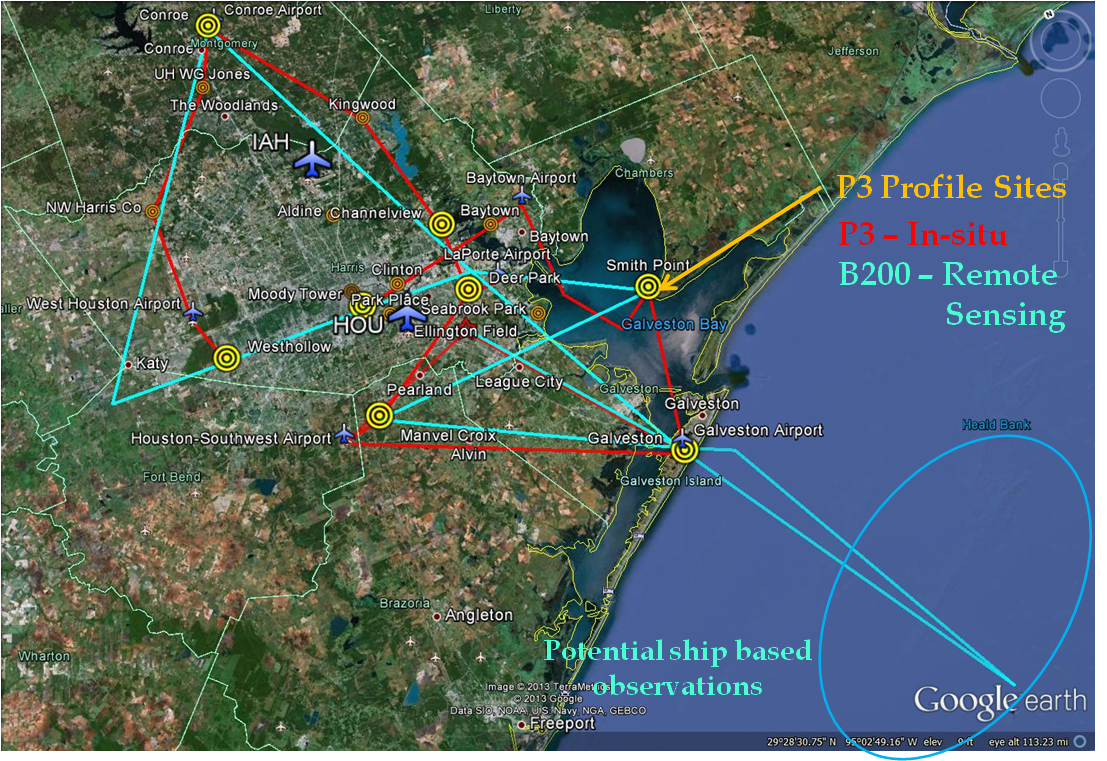 Liberty
Conroe
Conroe Airport
Conroe
Montgomery
Jefferson
UH WG Jones
The Woodlands
Kingwood
IAH
Chambers
Baytown Airport
P3 Profile Sites
NW Harris Co
Aldine
Channelview
Baytown
Baytown
P3 – In-situ
LaPorte Airport
Harris
Clinton
Deer Park
Smith Point
B200 – Remote
Sensing
Moody Tower
Park Place
West Houston Airport
Seabrook Park
HOU
Ellington Field
Galveston Bay
Westhollow
Katy
Pearland
League City
Galveston
Galveston
Houston-Southwest Airport
Manvel Croix
Galveston
Galveston Airport
Heald Bank
Alvin
Fort Bend
Galveston Island
Brazoria
Angleton
Wharton
Potential ship based
observations
Image © 2013 TerraMetrics
© 2013 Google
Data SIO, NOAA, U.S. Navy, NGA, GEBCO
Freeport
Google earth
29°28'30.75" N 95°02'49.16" W elev 0 ft eye alt 113.23 mi
N